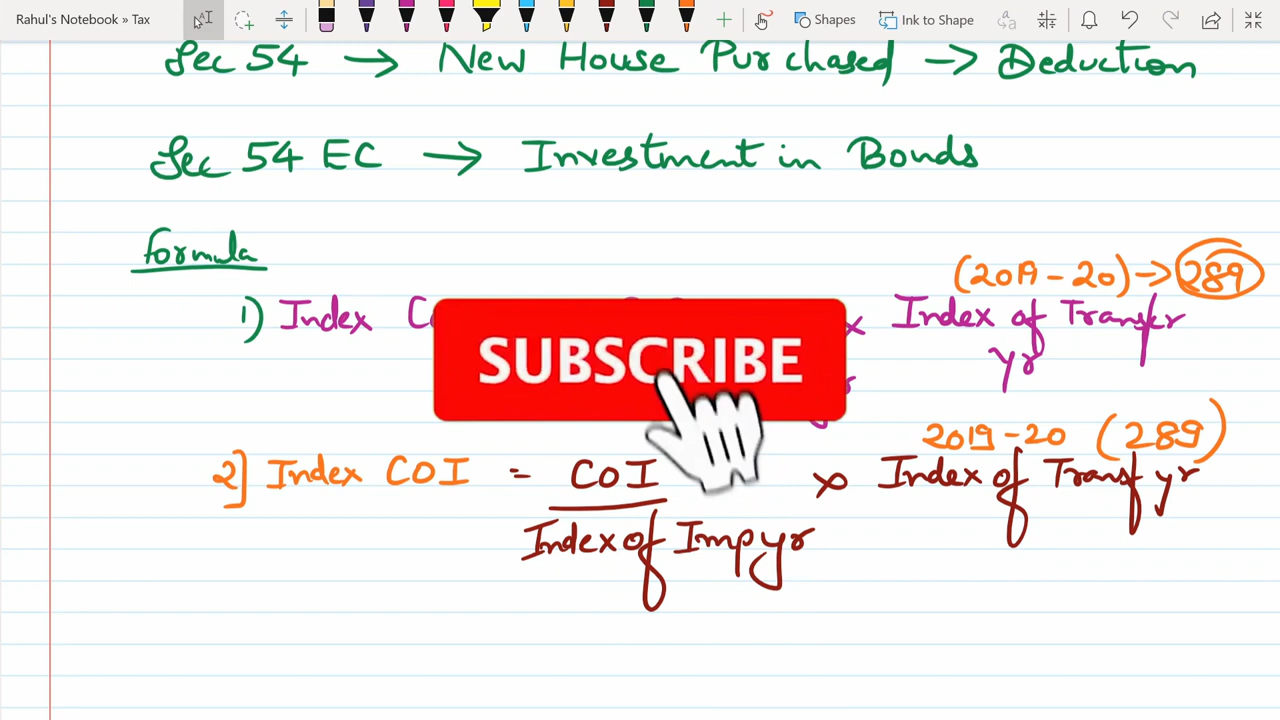 Rahul's Notebook » Tax
Shapes
Ink to Shape
Sec 54 → New House Purchased → Deduction
Sec 54 EC → Investment in Bonds
formula
(2019-20) → 289
1) Index x Index of Transfer
yr
SUBSCRIBE
2019-20 (289)
2] Index COI = COI x Index of Transf yr
Index of Imp yr